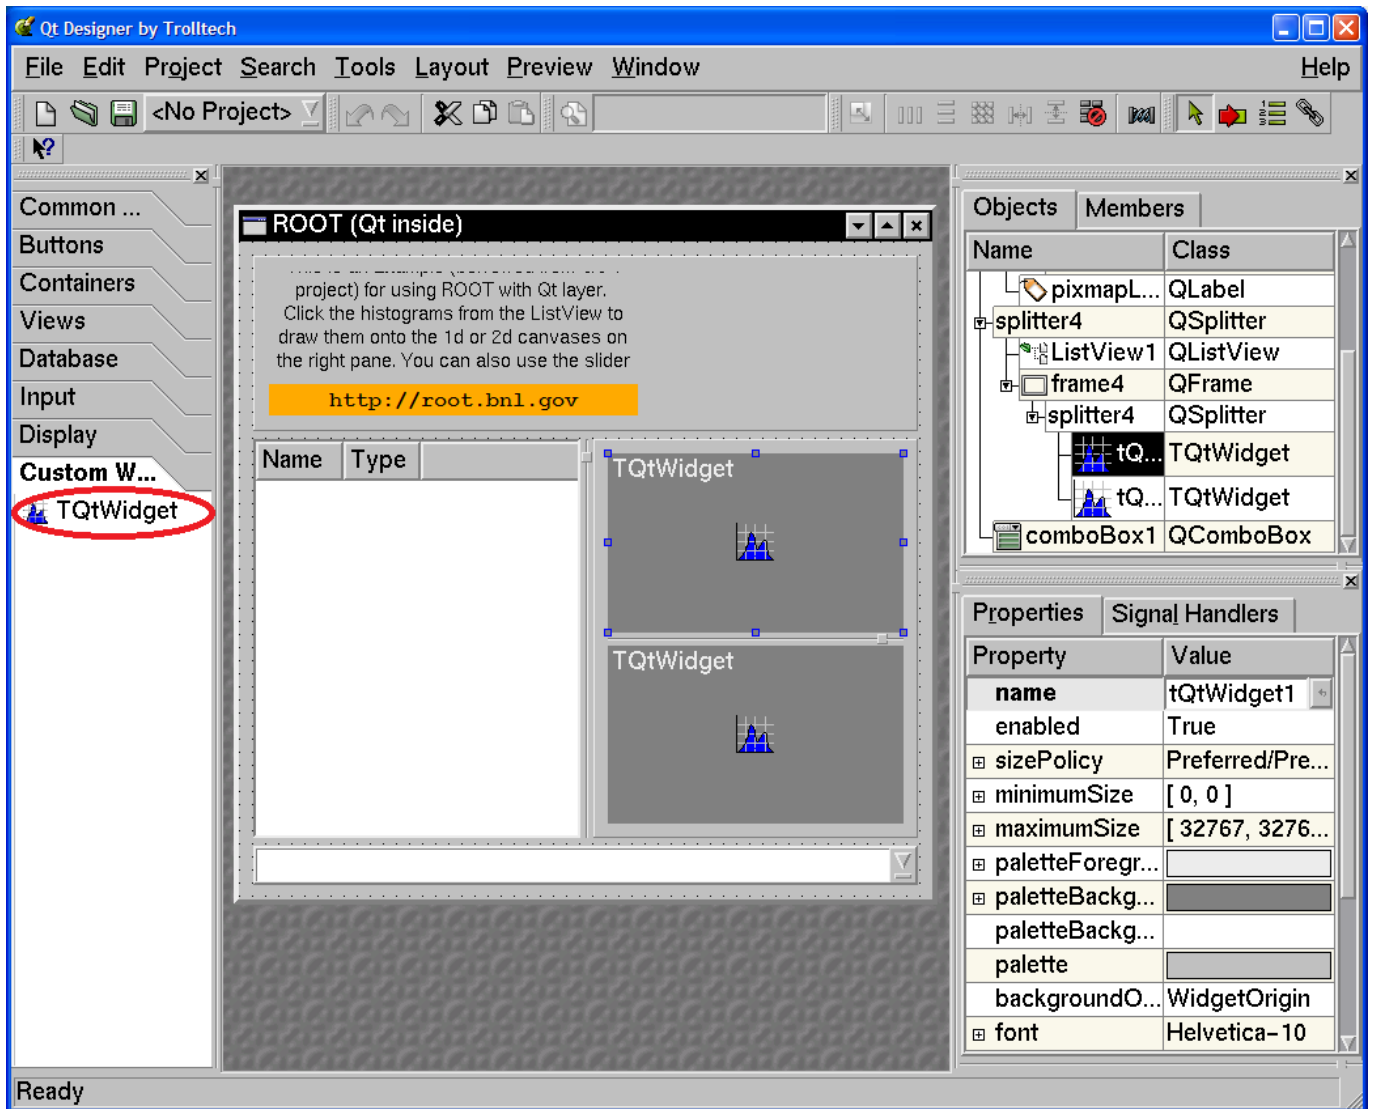 Qt Designer by Trolltech
File Edit Project Search Tools Layout Preview Window Help
<No Project>
Common ...
Buttons
Containers
Views
Database
Input
Display
Custom W...
TQtWidget
ROOT (Qt inside)
project) for using ROOT with Qt layer.
Click the histograms from the ListView to
draw them onto the 1d or 2d canvases on
the right pane. You can also use the slider
http://root.bnl.gov
Name Type
TQtWidget
TQtWidget
Objects Members
Name Class
pixmapL... QLabel
splitter4 QSplitter
ListView1 QListView
frame4 QFrame
splitter4 QSplitter
tQ... TQtWidget
tQ... TQtWidget
comboBox1 QComboBox
Properties Signal Handlers
Property Value
name tQtWidget1
enabled True
sizePolicy Preferred/Pre...
minimumSize [ 0, 0 ]
maximumSize [ 32767, 3276...
paletteForegr...
paletteBackg...
paletteBackg...
palette
backgroundO... WidgetOrigin
font Helvetica-10
Ready